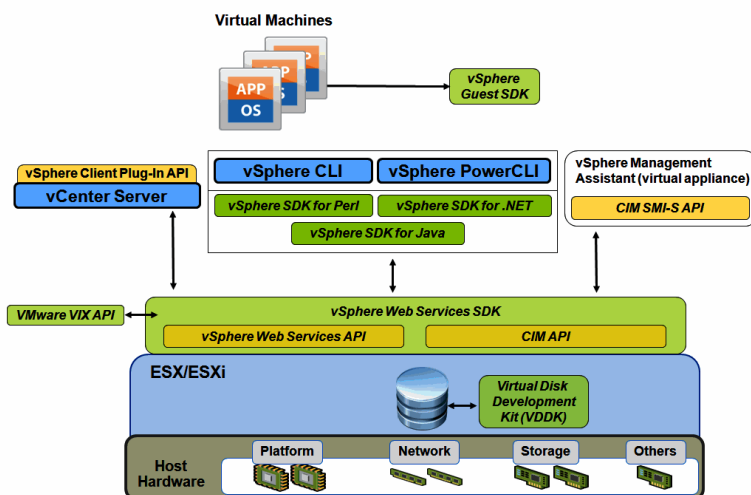 Virtual Machines
APP
APP
APP
OS
OS
vSphere
Guest SDK
vSphere Client Plug-In API
vCenter Server
vSphere CLI
vSphere PowerCLI
vSphere SDK for Perl
vSphere SDK for .NET
vSphere SDK for Java
vSphere Management
Assistant (virtual appliance)
CIM SMI-S API
VMware VIX API
vSphere Web Services SDK
vSphere Web Services API
CIM API
ESX/ESXi
Virtual Disk
Development
Kit (VDDK)
Host
Hardware
Platform
Network
Storage
Others